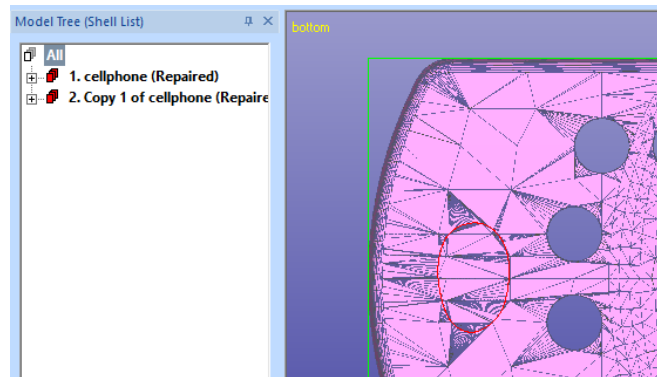 Model Tree (Shell List)
All
1. cellphone (Repaired)
2. Copy 1 of cellphone (Repaire
bottom